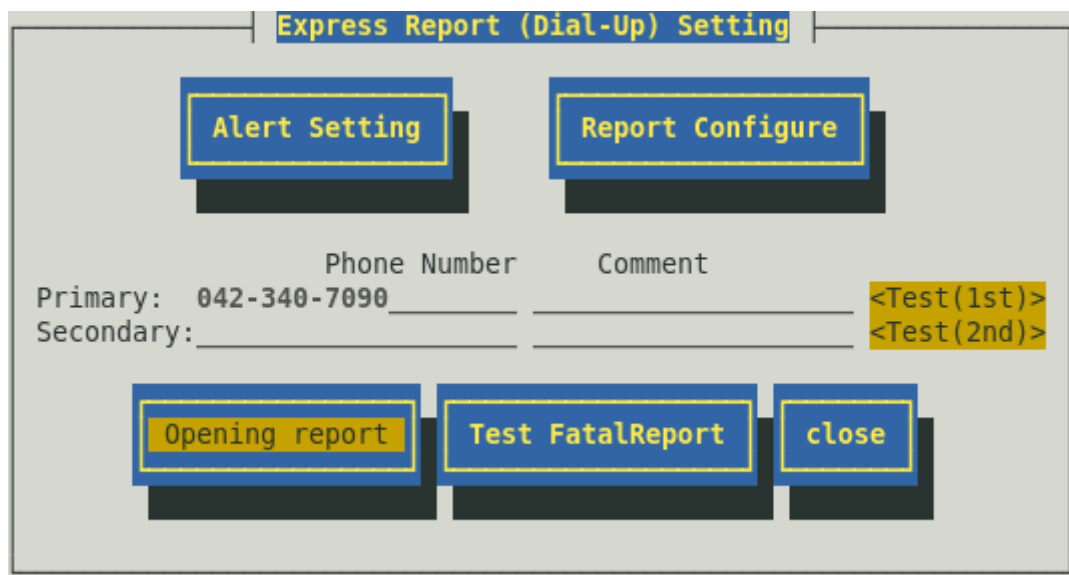 Express Report (Dial-Up) Setting
Alert Setting Report Configure
Phone Number Comment
Primary: 042-340-7090 <Test(1st)>
Secondary: <Test(2nd)>
Opening report Test FatalReport close